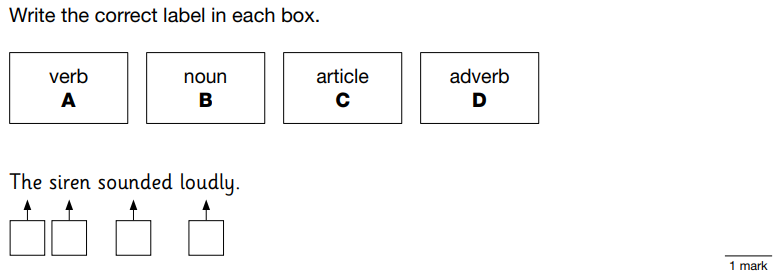 Write the correct label in each box.
verb noun article adverb
A B C D
The siren sounded loudly.
1 mark